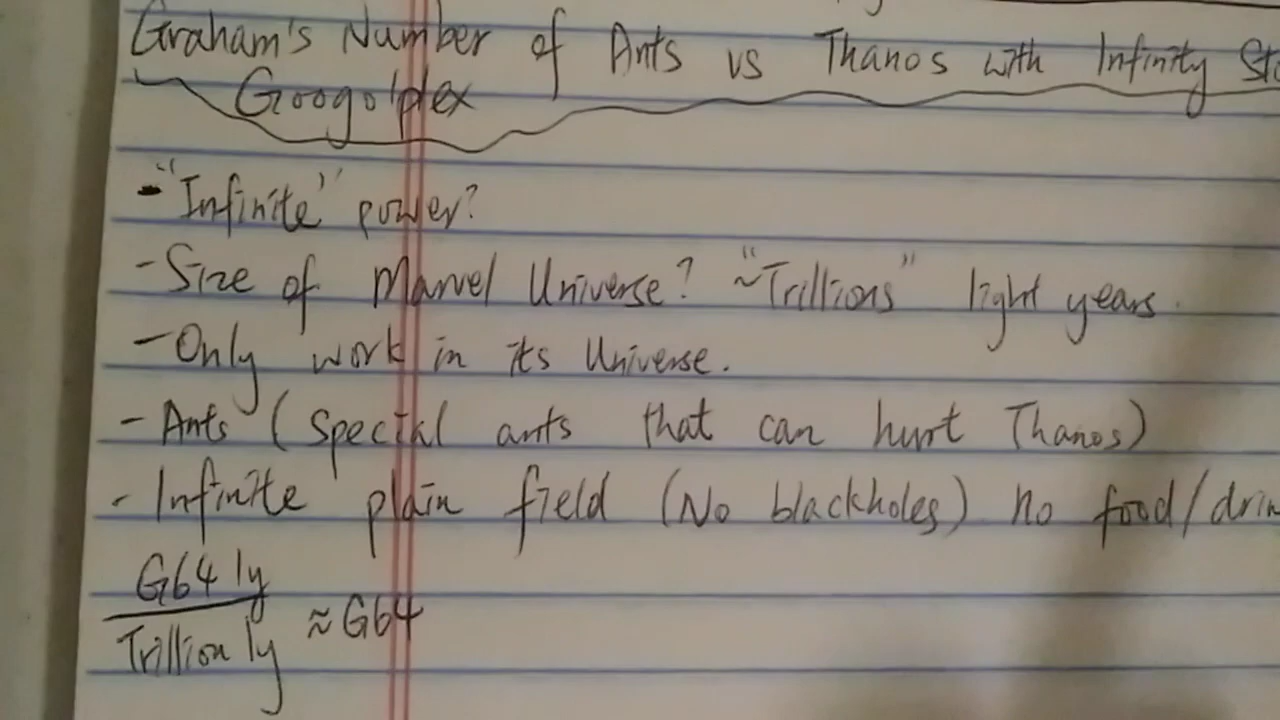 Graham's Number of Ants vs Thanos with Infinity
Googolplex
- "Infinite" power?
- Size of Marvel Universe? ~"Trillions" light years.
- Only work in its Universe.
- Ants (Special ants that can hurt Thanos)
- Infinite plain field (No blackholes) no food/
G64 ly
Trillion ly ≈ G64